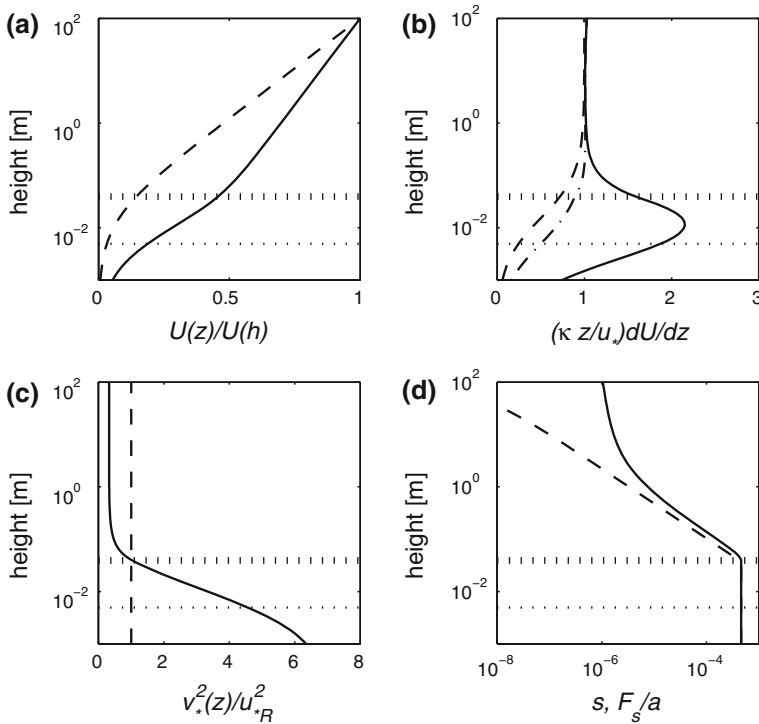 (a)
10²
10⁰
10⁻²
height [m]
0
0.5
1
U(z)/U(h)
(b)
10²
10⁰
10⁻²
height [m]
0
1
2
3
(κ z/u*)dU/dz
(c)
10²
10⁰
10⁻²
height [m]
0
2
4
6
8
v*²(z)/u*R²
(d)
10²
10⁰
10⁻²
height [m]
10⁻⁸
10⁻⁶
10⁻⁴
s, Fₛ/a